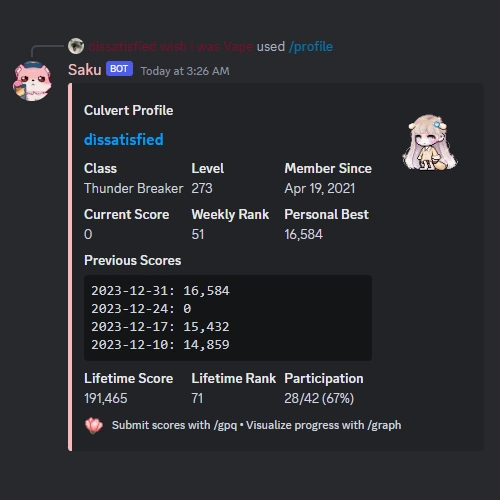 dissatisfied wish i was Vape used /profile
Saku BOT Today at 3:26 AM
Culvert Profile
dissatisfied
Class Level Member Since
Thunder Breaker 273 Apr 19, 2021
Current Score Weekly Rank Personal Best
0 51 16,584
Previous Scores
2023-12-31: 16,584
2023-12-24: 0
2023-12-17: 15,432
2023-12-10: 14,859
Lifetime Score Lifetime Rank Participation
191,465 71 28/42 (67%)
Submit scores with /gpq • Visualize progress with /graph